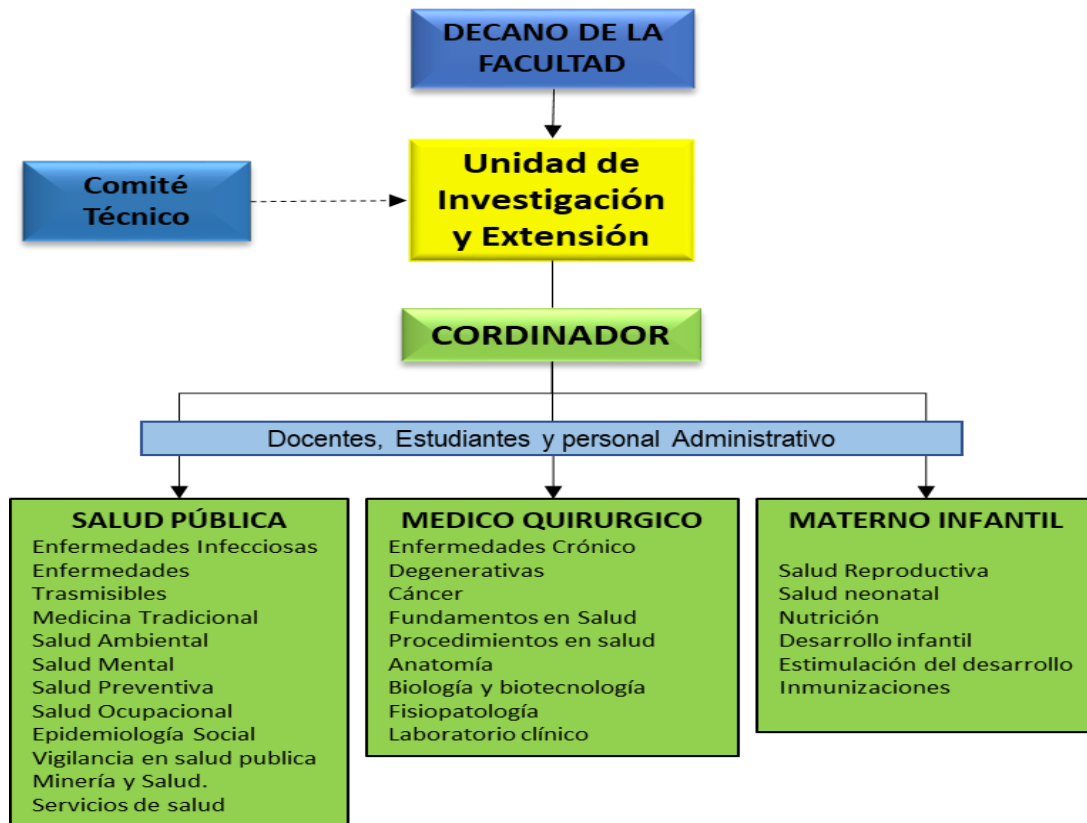 DECANO DE LA
FACULTAD
Unidad de
Investigación
y Extensión
Comité
Técnico
CORDINADOR
Docentes, Estudiantes y personal Administrativo
SALUD PÚBLICA
Enfermedades Infecciosas
Enfermedades
Trasmisibles
Medicina Tradicional
Salud Ambiental
Salud Mental
Salud Preventiva
Salud Ocupacional
Epidemiología Social
Vigilancia en salud publica
Minería y Salud.
Servicios de salud
MEDICO QUIRURGICO
Enfermedades Crónico
Degenerativas
Cáncer
Fundamentos en Salud
Procedimientos en salud
Anatomía
Biología y biotecnología
Fisiopatología
Laboratorio clínico
MATERNO INFANTIL
Salud Reproductiva
Salud neonatal
Nutrición
Desarrollo infantil
Estimulación del desarrollo
Inmunizaciones